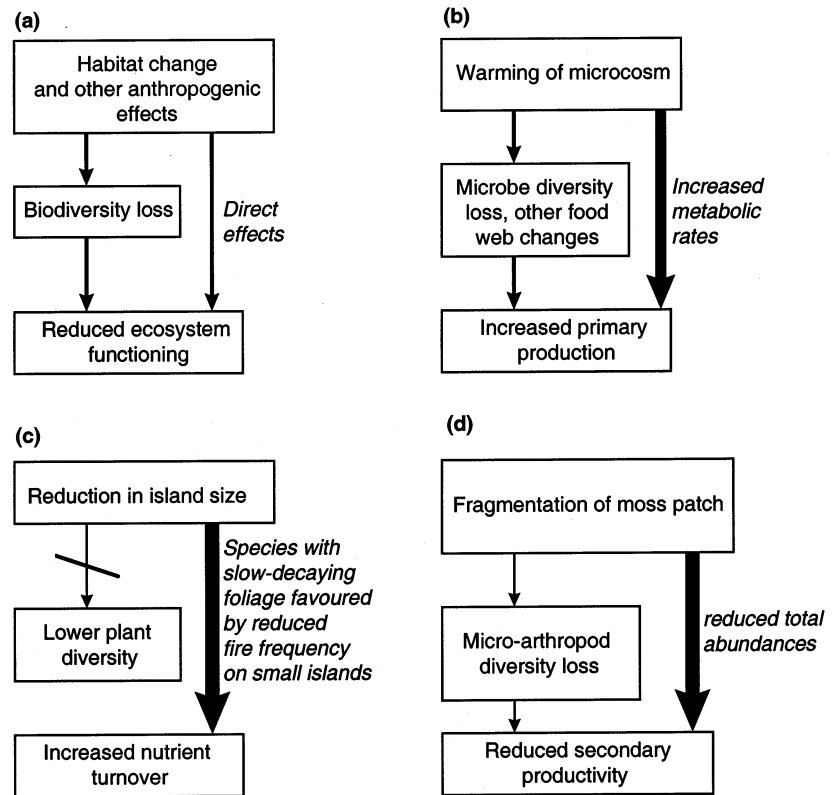 (a)
Habitat change
and other anthropogenic
effects
Biodiversity loss
Direct
effects
Reduced ecosystem
functioning
(b)
Warming of microcosm
Microbe diversity
loss, other food
web changes
Increased
metabolic
rates
Increased primary
production
(c)
Reduction in island size
Species with
slow-decaying
foliage favoured
by reduced
fire frequency
on small islands
Lower plant
diversity
Increased nutrient
turnover
(d)
Fragmentation of moss patch
Micro-arthropod
diversity loss
reduced total
abundances
Reduced secondary
productivity